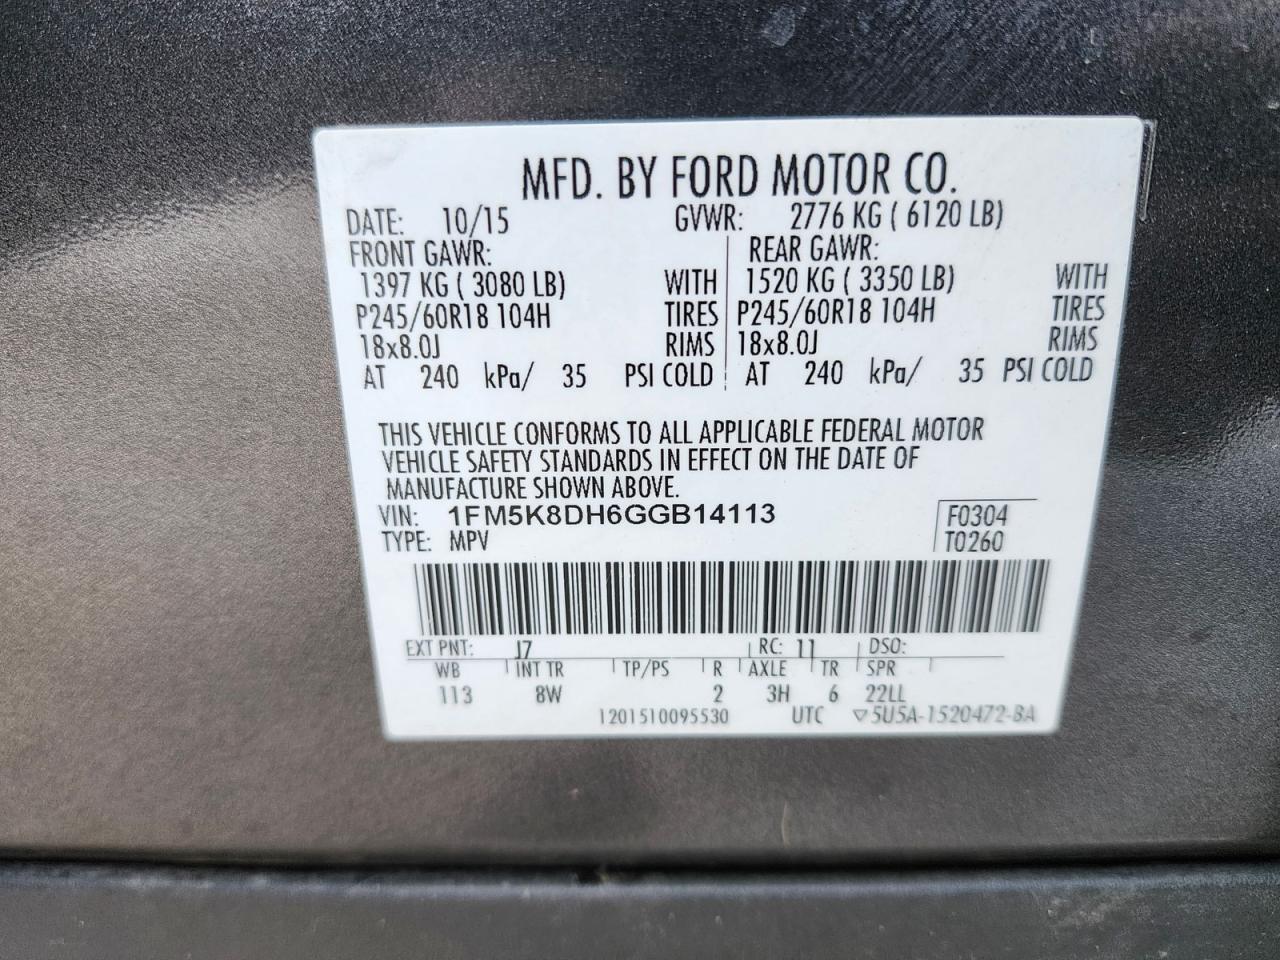 MFD. BY FORD MOTOR CO.
DATE: 10/15 GVWR: 2776 KG ( 6120 LB)
FRONT GAWR: REAR GAWR:
1397 KG ( 3080 LB) WITH 1520 KG ( 3350 LB) WITH
P245/60R18 104H TIRES P245/60R18 104H TIRES
18x8.0J RIMS 18x8.0J RIMS
AT 240 kPa/ 35 PSI COLD AT 240 kPa/ 35 PSI COLD
THIS VEHICLE CONFORMS TO ALL APPLICABLE FEDERAL MOTOR
VEHICLE SAFETY STANDARDS IN EFFECT ON THE DATE OF
MANUFACTURE SHOWN ABOVE.
VIN: 1FM5K8DH6GGB14113 F0304
TYPE: MPV T0260
EXT PNT: J7 RC: 11 DSO:
WB INT TR TP/PS R AXLE TR SPR
113 8W 2 3H 6 22LL
1201510095530 UTC ▽5U5A-1520472-BA